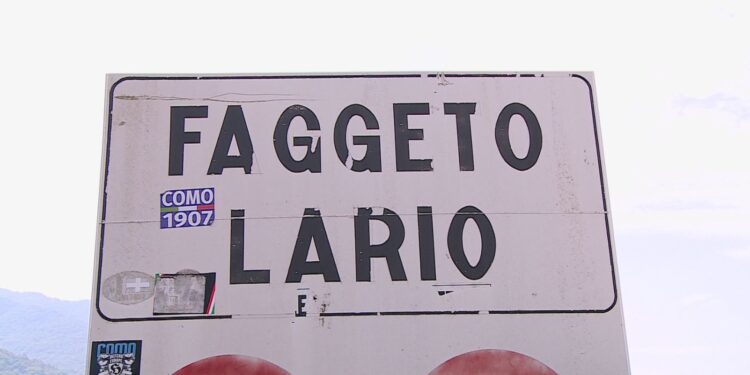 FAGGETO
COMO
1907
LARIO
E
COMO